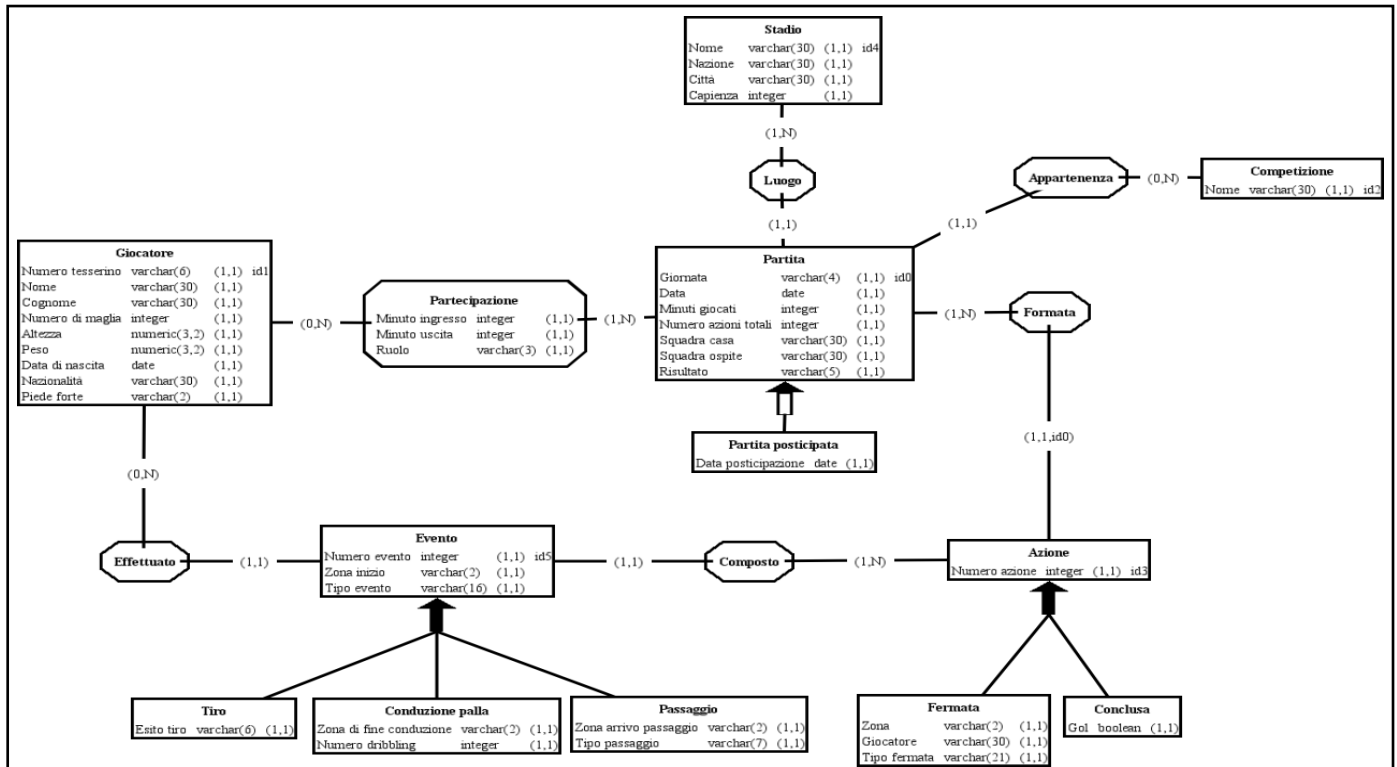 Stadio
Nome varchar(30) (1,1) id4
Nazione varchar(30) (1,1)
Città varchar(30) (1,1)
Capienza integer (1,1)
(1,N)
Luogo
(1,1)
Appartenenza
(0,N)
(1,1)
Competizione
Nome varchar(30) (1,1) id2
Giocatore
Numero tesserino varchar(6) (1,1) id1
Nome varchar(30) (1,1)
Cognome varchar(30) (1,1)
Numero di maglia integer (1,1)
Altezza numeric(3,2) (1,1)
Peso numeric(3,2) (1,1)
Data di nascita date (1,1)
Nazionalità varchar(30) (1,1)
Piede forte varchar(2) (1,1)
(0,N)
Partecipazione
Minuto ingresso integer (1,1)
Minuto uscita integer (1,1)
Ruolo varchar(3) (1,1)
(1,N)
Partita
Giornata varchar(4) (1,1) id0
Data date (1,1)
Minuti giocati integer (1,1)
Numero azioni totali integer (1,1)
Squadra casa varchar(30) (1,1)
Squadra ospite varchar(30) (1,1)
Risultato varchar(5) (1,1)
(1,N)
Formata
Partita posticipata
Data posticipazione date (1,1)
(1,1,id0)
(0,N)
Effettuato
(1,1)
Evento
Numero evento integer (1,1) id5
Zona inizio varchar(2) (1,1)
Tipo evento varchar(16) (1,1)
(1,1)
Composto
(1,N)
Azione
Numero azione integer (1,1) id3
Tiro
Esito tiro varchar(6) (1,1)
Conduzione palla
Zona di fine conduzione varchar(2) (1,1)
Numero dribbling integer (1,1)
Passaggio
Zona arrivo passaggio varchar(2) (1,1)
Tipo passaggio varchar(7) (1,1)
Fermata
Zona varchar(2) (1,1)
Giocatore varchar(30) (1,1)
Tipo fermata varchar(21) (1,1)
Conclusa
Gol boolean (1,1)